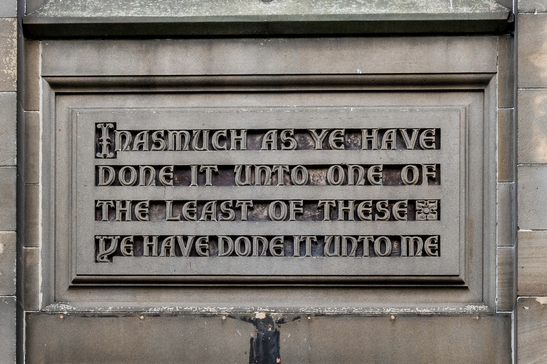 INASMUCH AS YE HAVE
DONE IT UNTO ONE OF
THE LEAST OF THESE
YE HAVE DONE IT UNTO ME